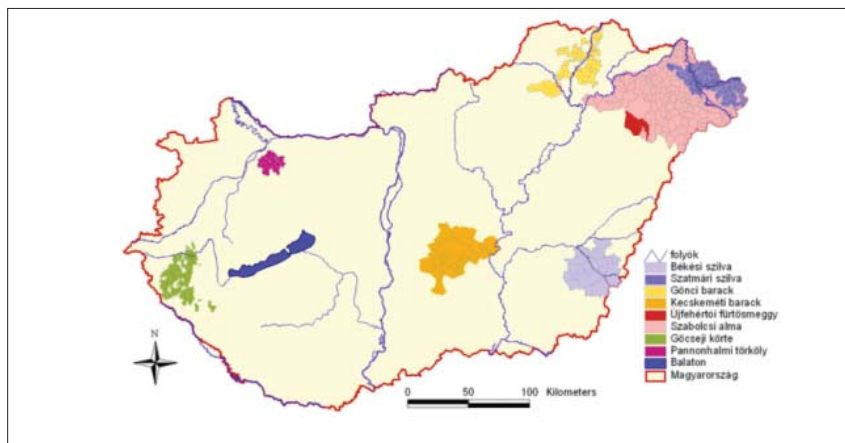 folyók
Békési szilva
Szatmári szilva
Gönci barack
Kecskeméti barack
Újfehértói fürtösmeggy
Szabolcsi alma
Göcseji körte
Pannonhalmi törköly
Balaton
Magyarország
N
0 50 100 Kilometers